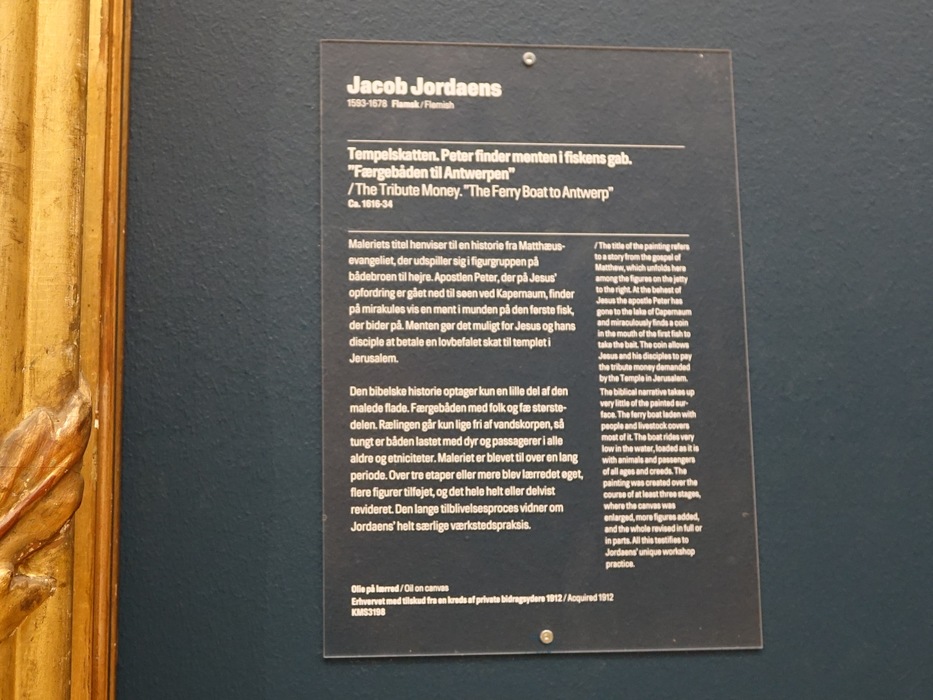 Jacob Jordaens
1593-1678 Flamsk / Flemish
Tempelskatten. Peter finder mønten i fiskens gab.
"Færgebåden til Antwerpen"
/ The Tribute Money. "The Ferry Boat to Antwerp"
Ca. 1616-34
Maleriets titel henviser til en historie fra Matthæus-
evangeliet, der udspiller sig i figurgruppen på
bådebroen til højre. Apostlen Peter, der på Jesus'
opfordring er gået ned til søen ved Kapernaum, finder
på mirakuløs vis en mønt i munden på den første fisk,
der bider på. Mønten gør det muligt for Jesus og hans
disciple at betale en lovbefalet skat til templet i
Jerusalem.
Den bibelske historie optager kun en lille del af den
malede flade. Færgebåden med folk og fæ største-
delen. Rælingen går kun lige fri af vandskorpen, så
tungt er båden lastet med dyr og passagerer i alle
aldre og etniciteter. Maleriet er blevet til over en lang
periode. Over tre etaper eller mere blev lærredet øget,
flere figurer tilføjet, og det hele helt eller delvist
revideret. Den lange tilblivelsesproces vidner om
Jordaens' helt særlige værkstedspraksis.
/ The title of the painting refers
to a story from the gospel of
Matthew, which unfolds here
among the figures on the jetty
to the right. At the behest of
Jesus the apostle Peter has
gone to the lake of Capernaum
and miraculously finds a coin
in the mouth of the first fish to
take the bait. The coin allows
Jesus and his disciples to pay
the tribute money demanded
by the Temple in Jerusalem.
The biblical narrative takes up
very little of the painted sur-
face. The ferry boat laden with
people and livestock covers
most of it. The boat rides very
low in the water, loaded as it is
with animals and passengers
of all ages and creeds. The
painting was created over the
course of at least three stages,
where the canvas was
enlarged, more figures added,
and the whole revised in full or
in parts. All this testifies to
Jordaens' unique workshop
practice.
Olie på lærred / Oil on canvas
Erhvervet med tilskud fra en kreds af private bidragsydere 1912 / Acquired 1912
KMS3198